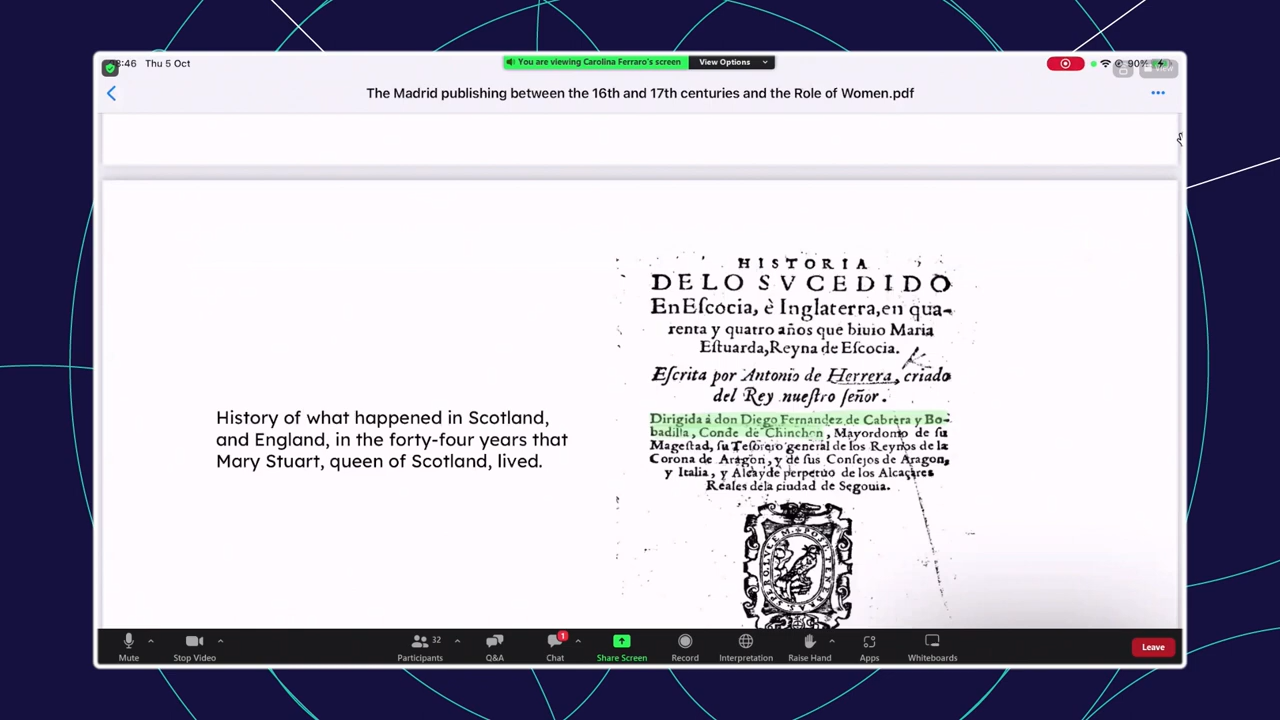 :46 Thu 5 Oct
You are viewing Carolina Ferraro's screen View Options
90%
View
The Madrid publishing between the 16th and 17th centuries and the Role of Women.pdf
HISTORIA
DE LO SVCEDIDO
En Eſcocia, è Inglaterra, en qua-
renta y quatro años que biuio Maria
Eſtuarda, Reyna de Eſcocia.
Eſcrita por Antonio de Herrera, criado
del Rey nueſtro ſeñor.
Dirigida á don Diego Fernandez de Cabrera y Bo-
badilla, Conde de Chinchon, Mayordomo de ſu
Mageſtad, ſu Teſorero general de los Reynos de la
Corona de Aragon, y de ſus Conſejos de Aragon,
y Italia, y Alcayde perpetuo de los Alcaçares
Reales dela ciudad de Segouia.
History of what happened in Scotland,
and England, in the forty-four years that
Mary Stuart, queen of Scotland, lived.
Mute
Stop Video
32
Participants
Q&A
1
Chat
Share Screen
Record
Interpretation
Raise Hand
Apps
Whiteboards
Leave